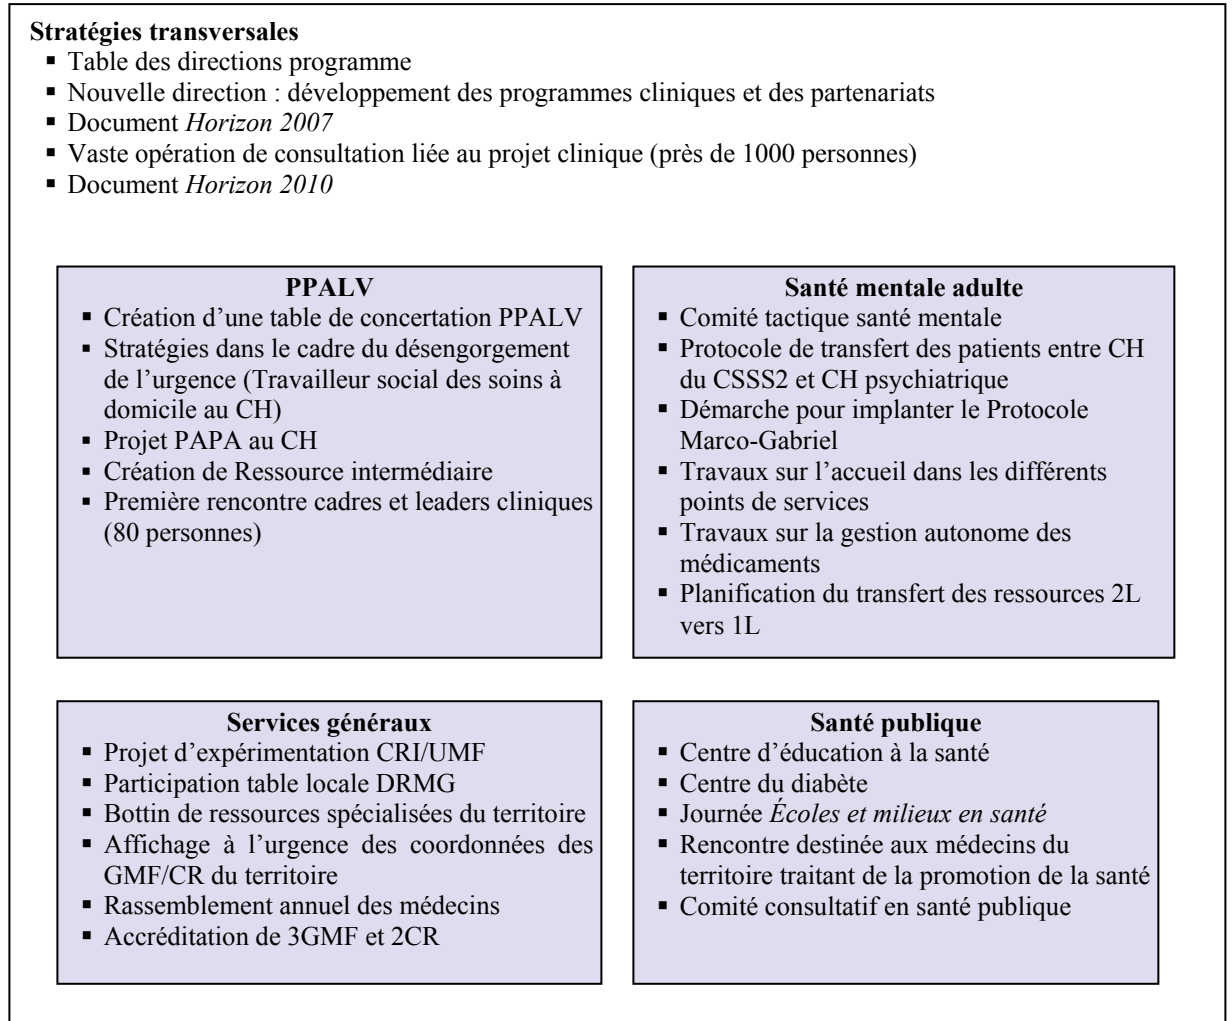 Stratégies transversales
▪ Table des directions programme
▪ Nouvelle direction : développement des programmes cliniques et des partenariats
▪ Document Horizon 2007
▪ Vaste opération de consultation liée au projet clinique (près de 1000 personnes)
▪ Document Horizon 2010
PPALV
▪ Création d’une table de concertation PPALV
▪ Stratégies dans le cadre du désengorgement
de l’urgence (Travailleur social des soins à
domicile au CH)
▪ Projet PAPA au CH
▪ Création de Ressource intermédiaire
▪ Première rencontre cadres et leaders cliniques
(80 personnes)
Santé mentale adulte
▪ Comité tactique santé mentale
▪ Protocole de transfert des patients entre CH
du CSSS2 et CH psychiatrique
▪ Démarche pour implanter le Protocole
Marco-Gabriel
▪ Travaux sur l’accueil dans les différents
points de services
▪ Travaux sur la gestion autonome des
médicaments
▪ Planification du transfert des ressources 2L
vers 1L
Services généraux
▪ Projet d’expérimentation CRI/UMF
▪ Participation table locale DRMG
▪ Bottin de ressources spécialisées du territoire
▪ Affichage à l’urgence des coordonnées des
GMF/CR du territoire
▪ Rassemblement annuel des médecins
▪ Accréditation de 3GMF et 2CR
Santé publique
▪ Centre d’éducation à la santé
▪ Centre du diabète
▪ Journée Écoles et milieux en santé
▪ Rencontre destinée aux médecins du
territoire traitant de la promotion de la santé
▪ Comité consultatif en santé publique